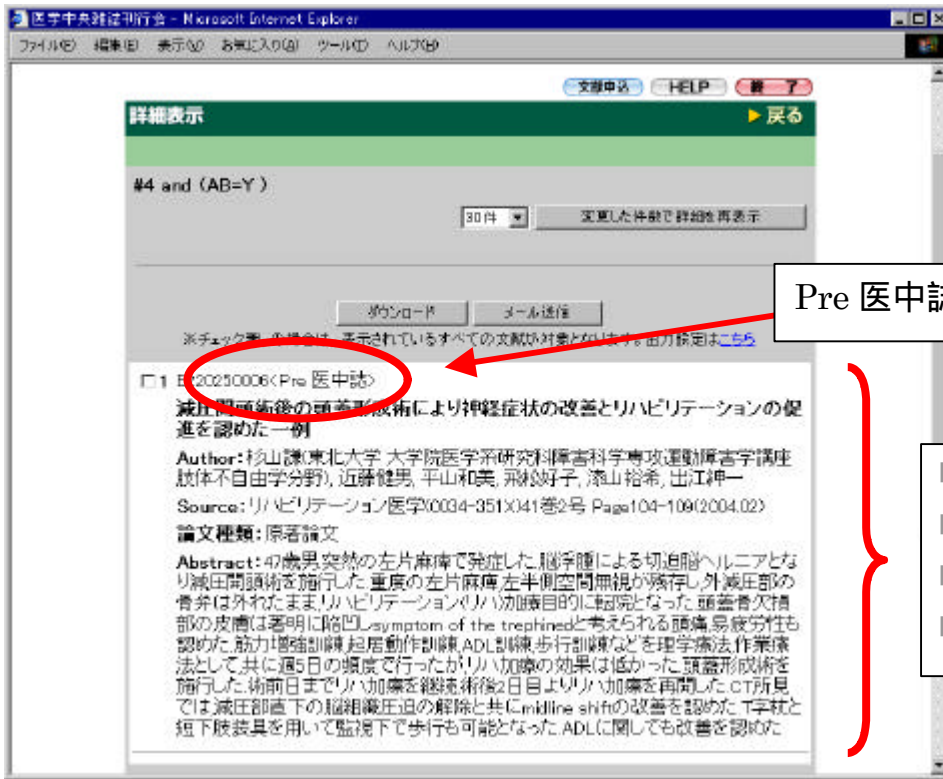 医学中央雑誌刊行会 - Microsoft Internet Explorer
ファイル(F) 編集(E) 表示(V) お気に入り(A) ツール(T) ヘルプ(H)
文献申込 HELP 終 了
詳細表示 ▶戻る
#4 and (AB=Y )
30件 変更した件数で詳細を再表示
Pre 医中誌
ダウンロード メール送信
※チェック の場合は、表示されているすべての文献が対象となります。出力設定はこちら
1 20250006<Pre 医中誌>
減圧開頭術後の頭蓋形成術により神経症状の改善とリハビリテーションの促
進を認めた一例
Author:杉山謙(東北大学 大学院医学系研究科障害科学専攻運動障害学講座
肢体不自由学分野), 近藤健男, 平山和美, 飛松好子, 添山裕希, 出江紳一
Source:リハビリテーション医学(0034-351X)41巻2号 Page104-109(2004.02)
論文種類:原著論文
Abstract:47歳男.突然の左片麻痺で発症した.脳浮腫による切迫脳ヘルニアとな
り減圧開頭術を施行した.重度の左片麻痺,左半側空間無視が残存し,外減圧部の
骨弁は外れたまま,リハビリテーション(リハ)加療目的に転院となった.頭蓋骨欠損
部の皮膚は著明に陥凹しsymptom of the trephinedと考えられる頭痛,易疲労性も
認めた.筋力増強訓練,起居動作訓練,ADL訓練,歩行訓練などを理学療法,作業療
法として,共に週5日の頻度で行ったがリハ加療の効果は低かった.頭蓋形成術を
施行した.術前日までリハ加療を継続,術後2日目よりリハ加療を再開した.CT所見
では減圧部直下の脳組織圧迫の解除と共にmidline shiftの改善を認めた.T字杖と
短下肢装具を用いて監視下で歩行も可能となった.ADLに関しても改善を認めた